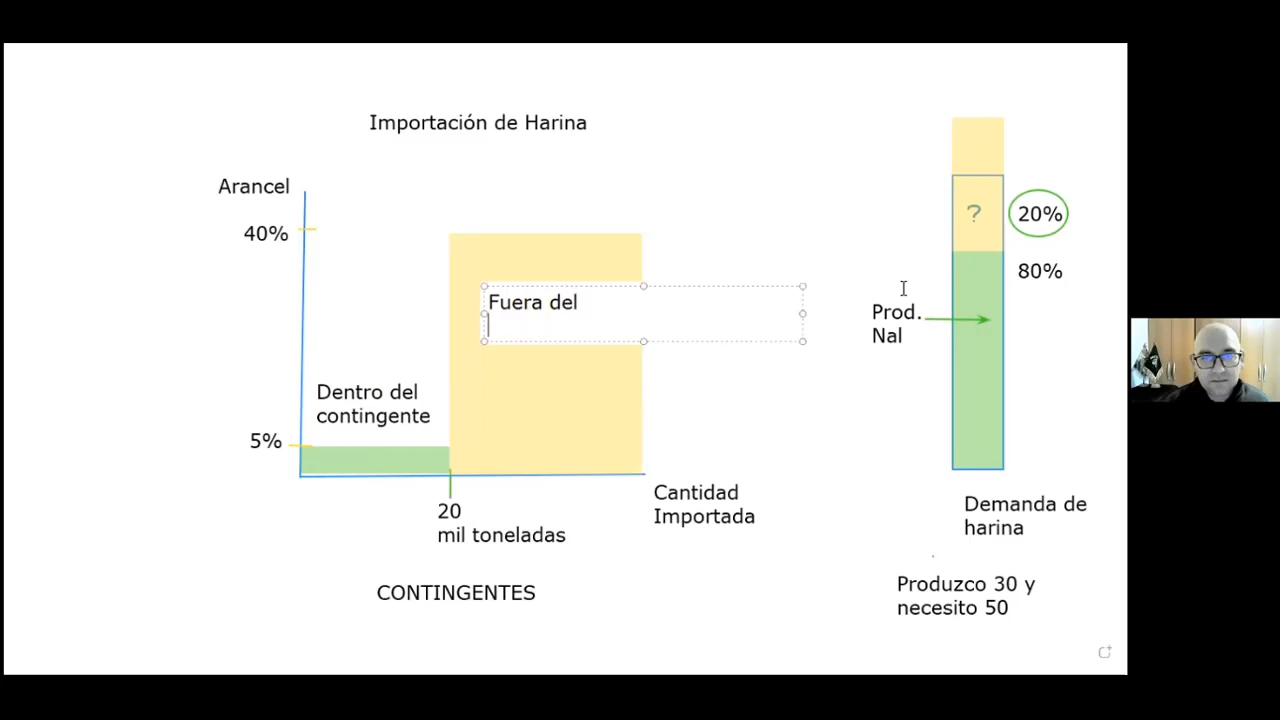 Importación de Harina
Arancel
40%
Fuera del
Dentro del
contingente
5%
20
mil toneladas
Cantidad
Importada
CONTINGENTES
?
20%
80%
Prod.
Nal
Demanda de
harina
Produzco 30 y
necesito 50